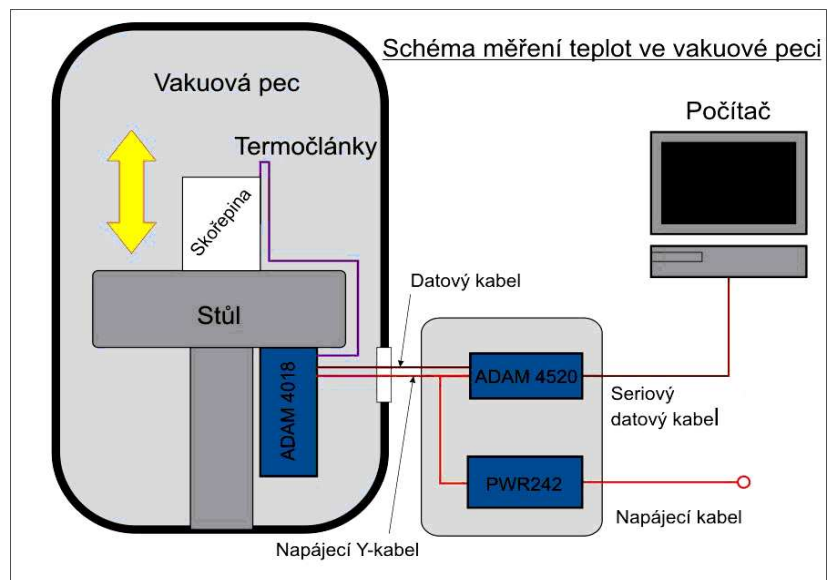 Schéma měření teplot ve vakuové peci
Vakuová pec
Počítač
Termočlánky
Skořepina
Datový kabel
Stůl
ADAM 4018
ADAM 4520
Seriový
datový kabel
PWR242
Napájecí kabel
Napájecí Y-kabel